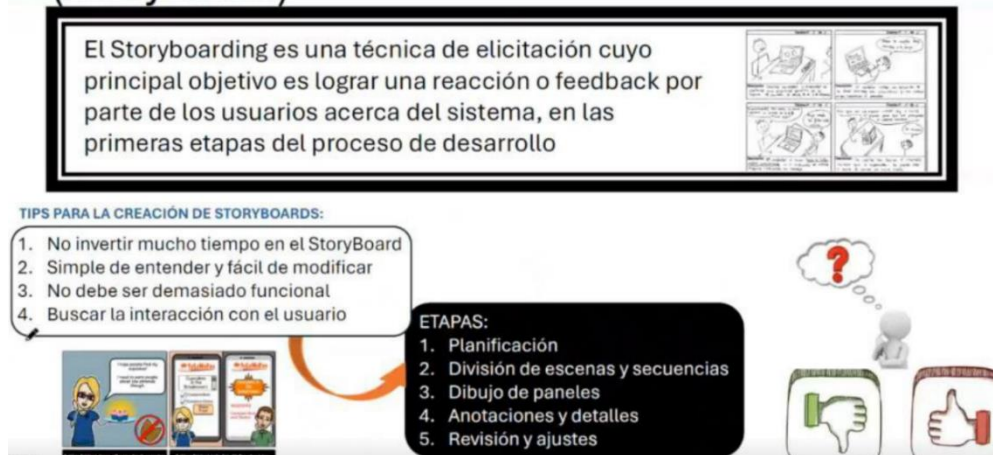 El Storyboarding es una técnica de elicitación cuyo
principal objetivo es lograr una reacción o feedback por
parte de los usuarios acerca del sistema, en las
primeras etapas del proceso de desarrollo
TIPS PARA LA CREACIÓN DE STORYBOARDS:
1. No invertir mucho tiempo en el StoryBoard
2. Simple de entender y fácil de modificar
3. No debe ser demasiado funcional
4. Buscar la interacción con el usuario
ETAPAS:
1. Planificación
2. División de escenas y secuencias
3. Dibujo de paneles
4. Anotaciones y detalles
5. Revisión y ajustes
?